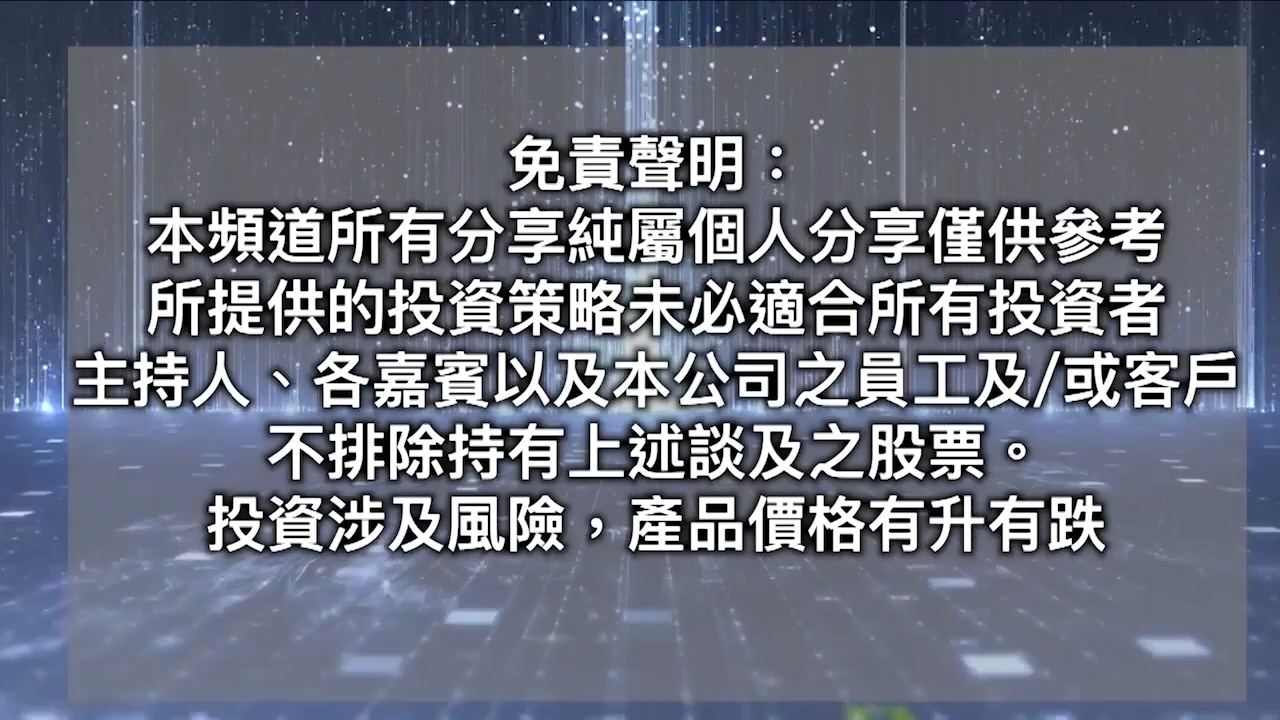 免責聲明：
本頻道所有分享純屬個人分享僅供參考
所提供的投資策略未必適合所有投資者
主持人、各嘉賓以及本公司之員工及/或客戶
不排除持有上述談及之股票。
投資涉及風險，產品價格有升有跌